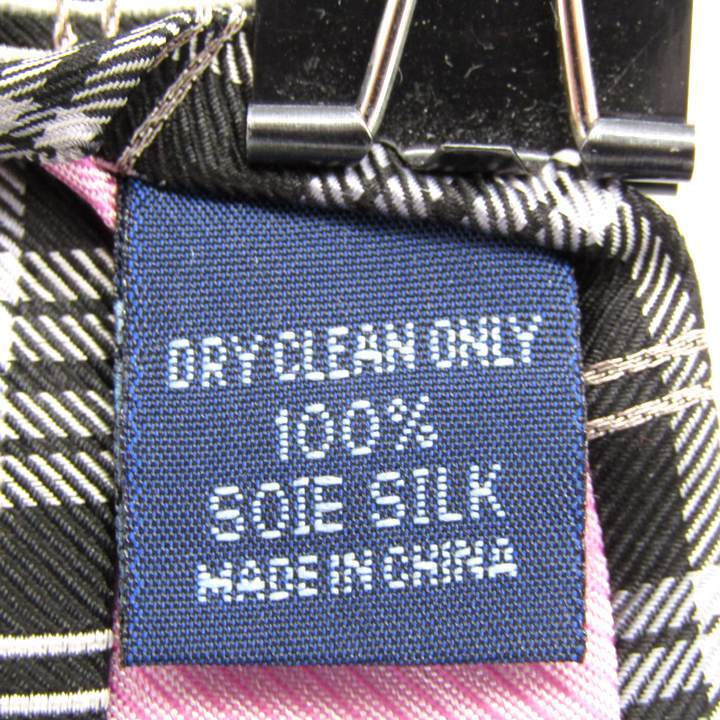 DRY CLEAN ONLY
100%
SOIE SILK
MADE IN CHINA